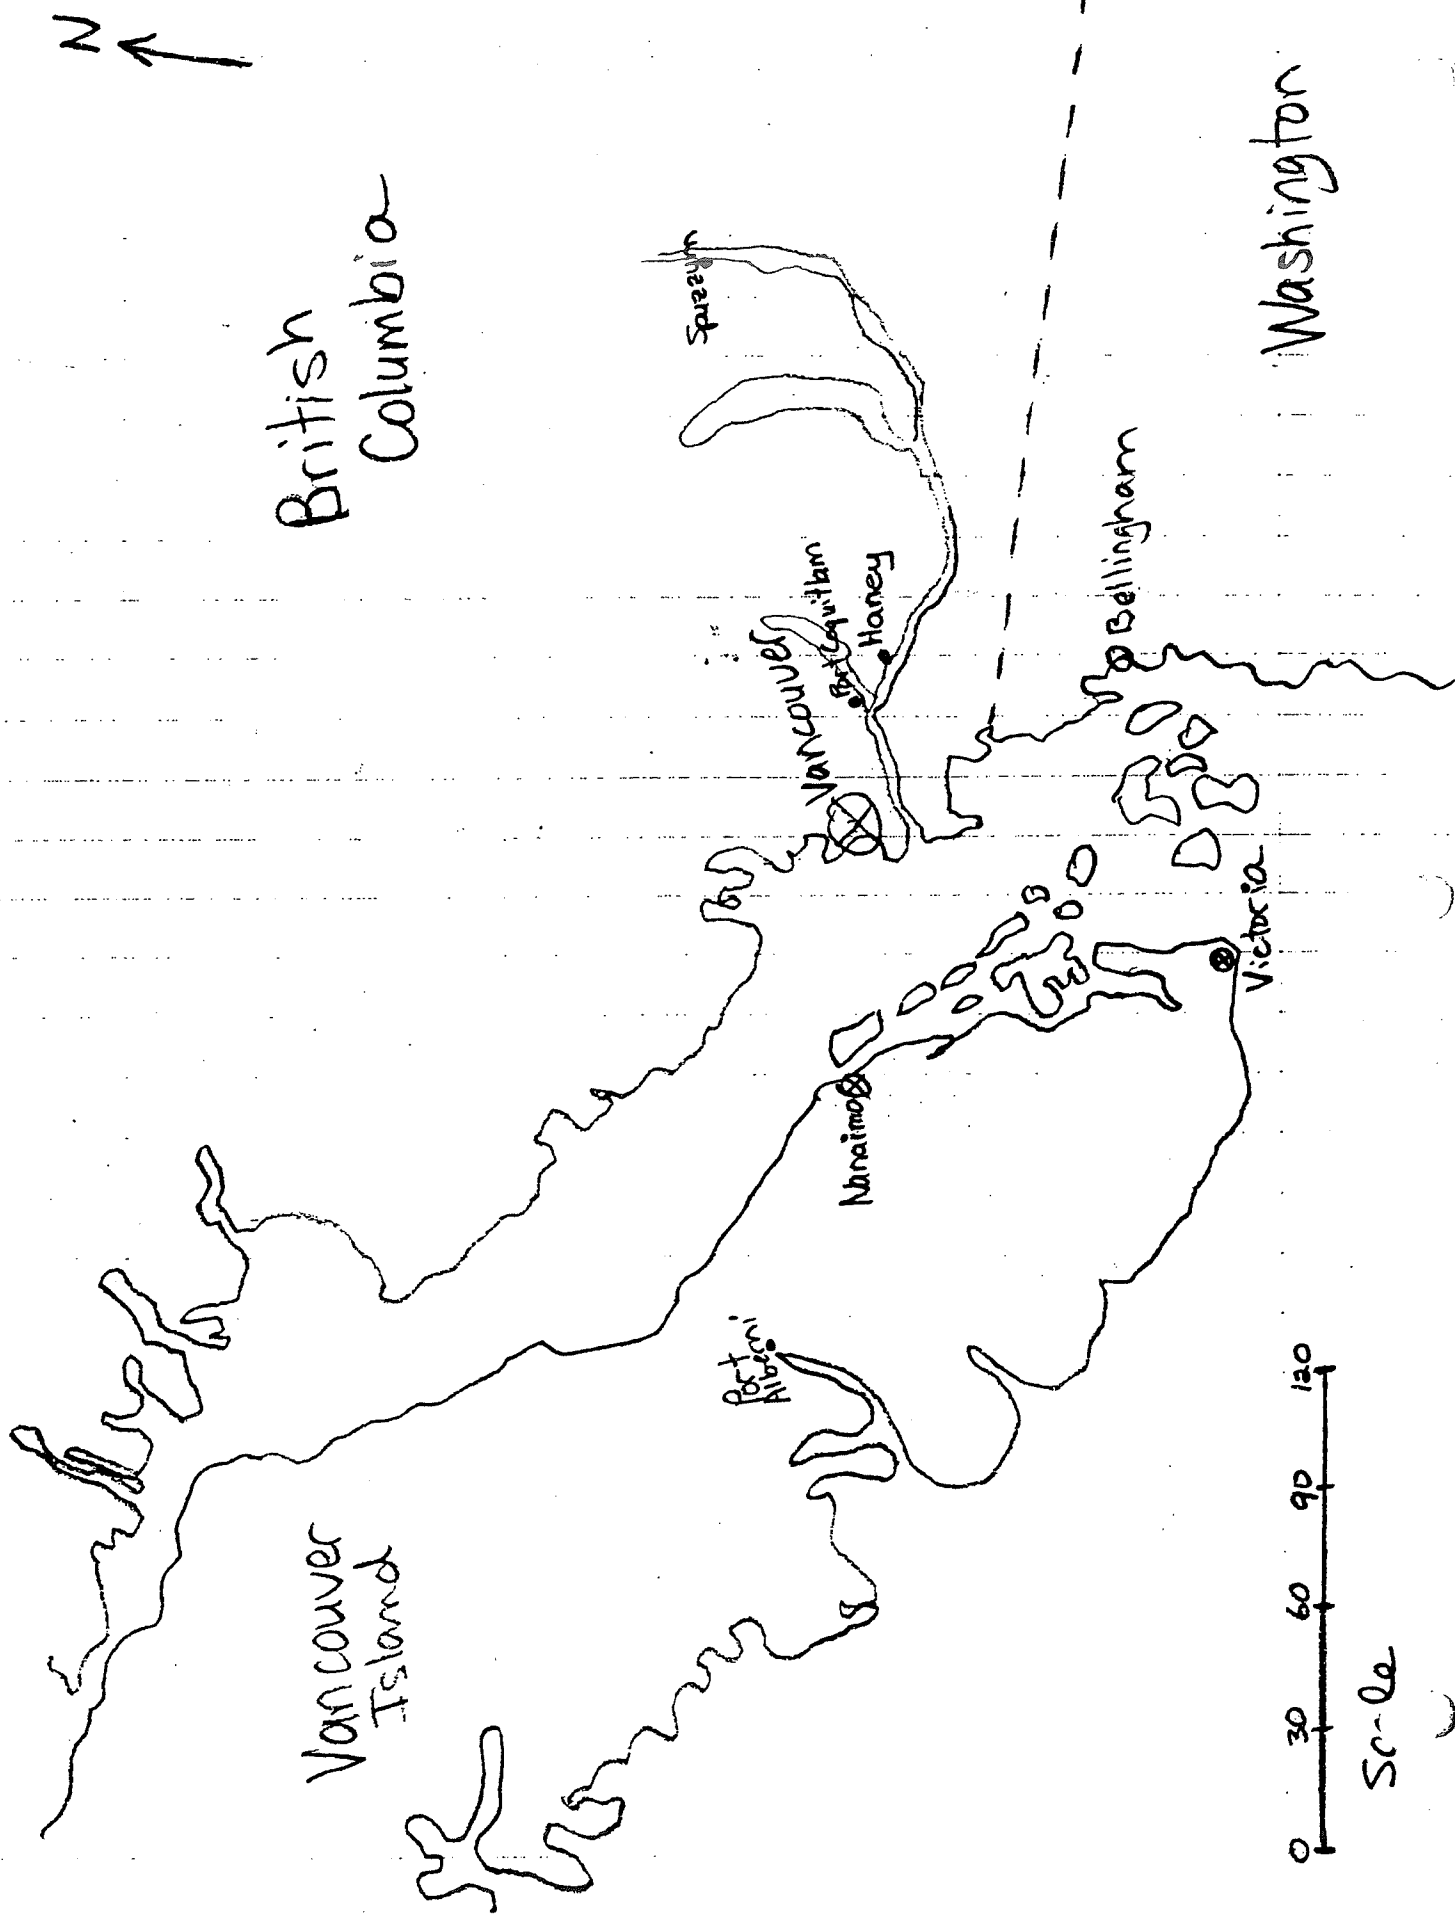 N
British
Columbia
Spuzzum
Vancouver
Port Coquitlam
Haney
Washington
Bellingham
Victoria
Nanaimo
Port
Alberni
Vancouver
Island
0 30 60 90 120
Scale